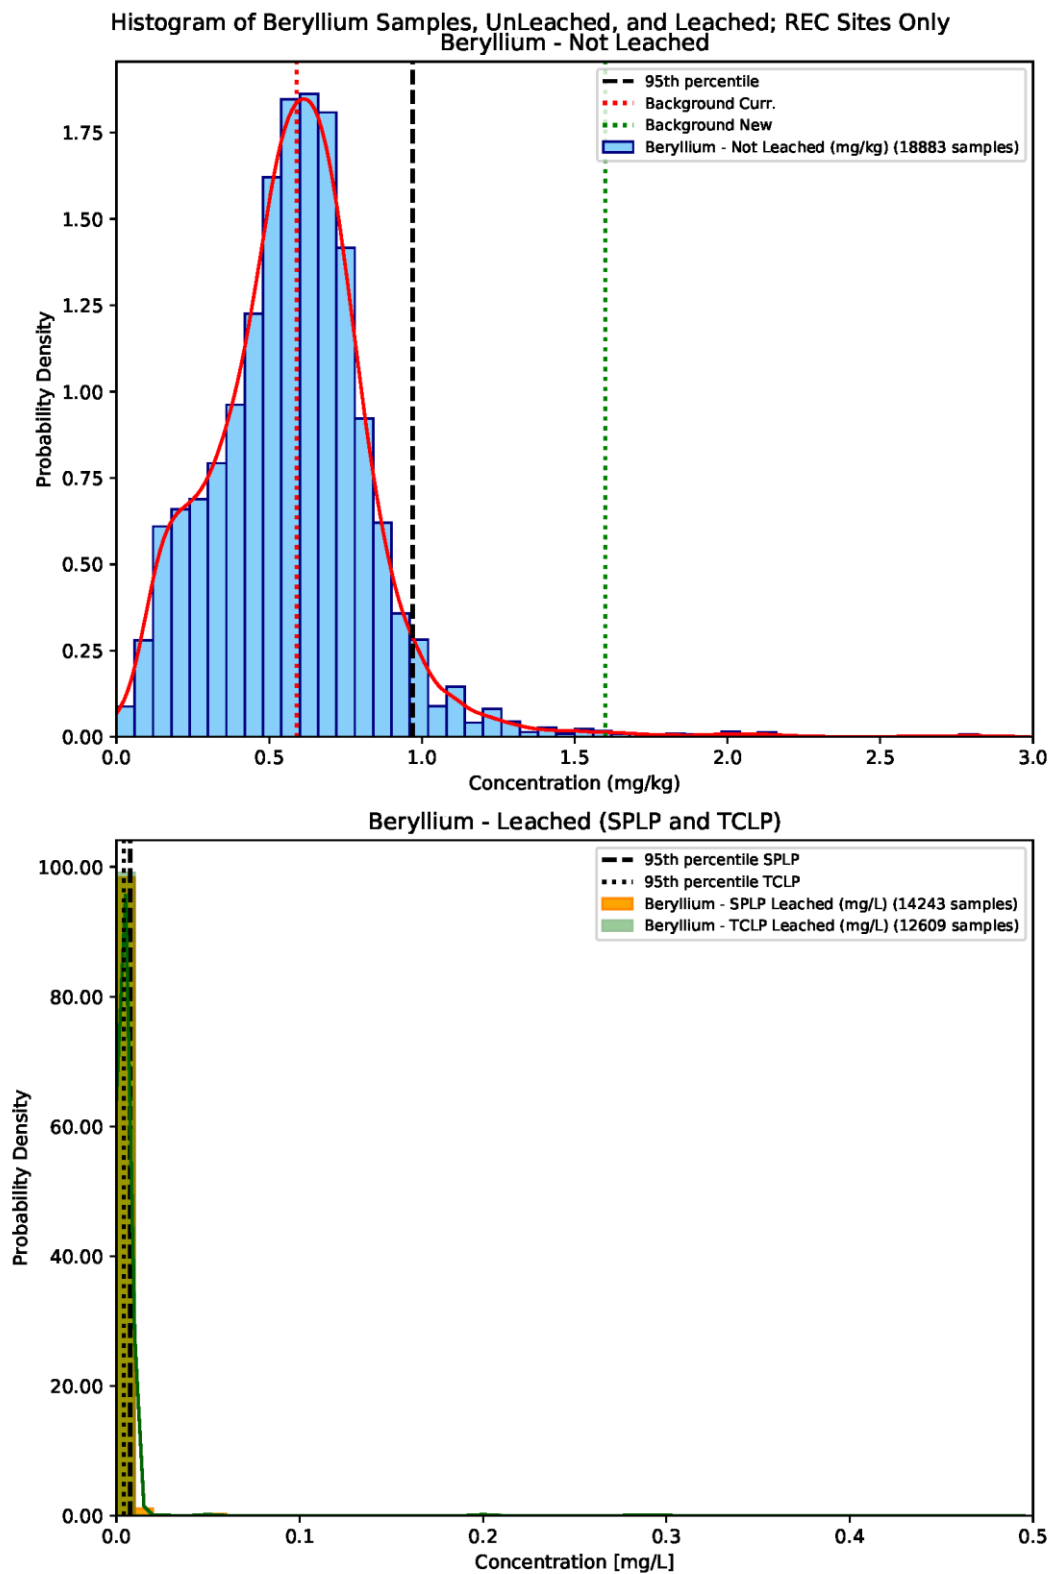 Histogram of Beryllium Samples, UnLeached, and Leached; REC Sites Only
Beryllium - Not Leached
95th percentile
Background Curr.
Background New
Beryllium - Not Leached (mg/kg) (18883 samples)
1.75
1.50
1.25
1.00
0.75
0.50
0.25
0.00
Probability Density
0.0 0.5 1.0 1.5 2.0 2.5 3.0
Concentration (mg/kg)
Beryllium - Leached (SPLP and TCLP)
95th percentile SPLP
95th percentile TCLP
Beryllium - SPLP Leached (mg/L) (14243 samples)
Beryllium - TCLP Leached (mg/L) (12609 samples)
100.00
80.00
60.00
40.00
20.00
0.00
Probability Density
0.0 0.1 0.2 0.3 0.4 0.5
Concentration [mg/L]